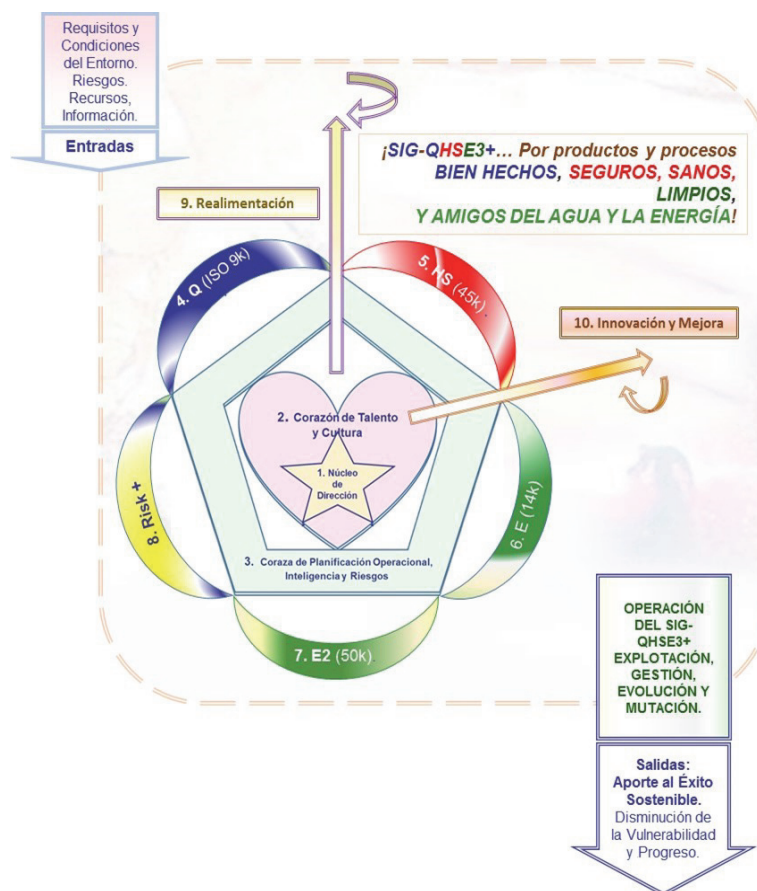 Requisitos y
Condiciones
del Entorno.
Riesgos.
Recursos,
Información.
Entradas
¡SIG-QHSE3+... Por productos y procesos
BIEN HECHOS, SEGUROS, SANOS,
LIMPIOS,
Y AMIGOS DEL AGUA Y LA ENERGÍA!
9. Realimentación
4. Q (ISO 9k)
5. HS (45k).
10. Innovación y Mejora
2. Corazón de Talento
y Cultura
1. Núcleo
de
Dirección
8. Risk +
6. E (14k)
3. Coraza de Planificación Operacional,
Inteligencia y Riesgos
7. E2 (50k).
OPERACIÓN
DEL SIG-
QHSE3+
EXPLOTACIÓN,
GESTIÓN,
EVOLUCIÓN Y
MUTACIÓN.
Salidas:
Aporte al Éxito
Sostenible.
Disminución de
la Vulnerabilidad
y Progreso.